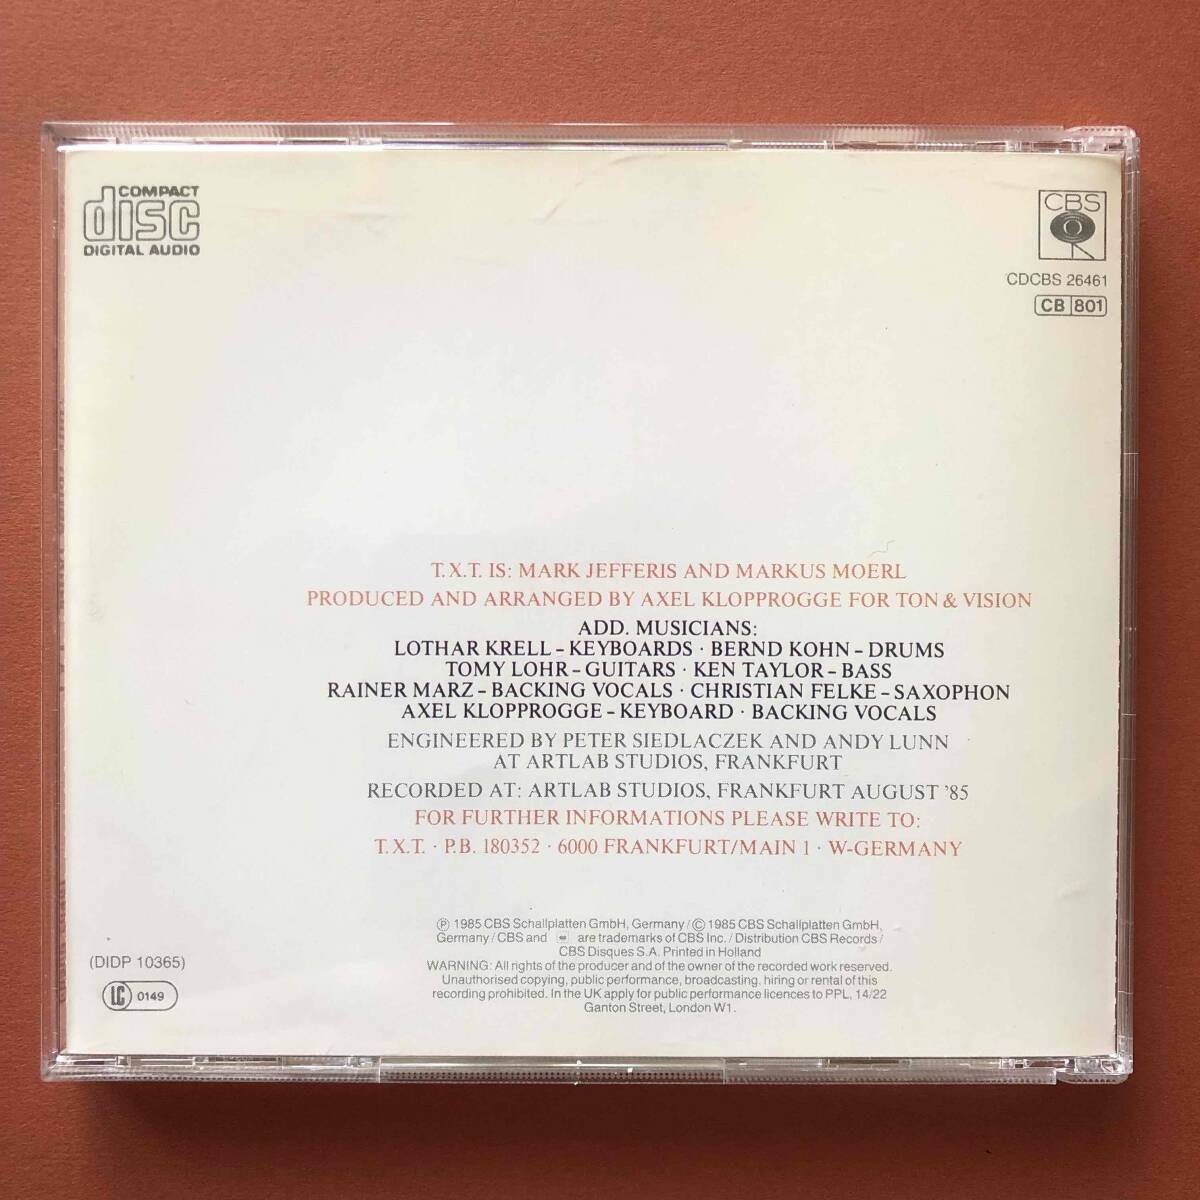 COMPACT
disc
DIGITAL AUDIO
CBS
CDCBS 26461
CB 801
T.X.T. IS: MARK JEFFERIS AND MARKUS MOERL
PRODUCED AND ARRANGED BY AXEL KLOPPROGGE FOR TON & VISION
ADD. MUSICIANS:
LOTHAR KRELL – KEYBOARDS · BERND KOHN – DRUMS
TOMY LOHR – GUITARS · KEN TAYLOR – BASS
RAINER MARZ – BACKING VOCALS · CHRISTIAN FELKE – SAXOPHON
AXEL KLOPPROGGE – KEYBOARD · BACKING VOCALS
ENGINEERED BY PETER SIEDLACZEK AND ANDY LUNN
AT ARTLAB STUDIOS, FRANKFURT
RECORDED AT: ARTLAB STUDIOS, FRANKFURT AUGUST '85
FOR FURTHER INFORMATIONS PLEASE WRITE TO:
T.X.T. · P.B. 180352 · 6000 FRANKFURT/MAIN 1 · W-GERMANY
℗ 1985 CBS Schallplatten GmbH, Germany / © 1985 CBS Schallplatten GmbH,
Germany / CBS and are trademarks of CBS Inc. / Distribution CBS Records /
CBS Disques S.A. Printed in Holland
WARNING: All rights of the producer and of the owner of the recorded work reserved.
Unauthorised copying, public performance, broadcasting, hiring or rental of this
recording prohibited. In the UK apply for public performance licences to PPL, 14/22
Ganton Street, London W1.
(DIDP 10365)
LC 0149